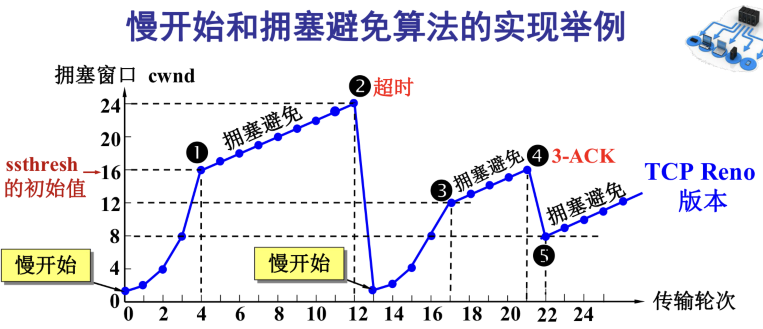 慢开始和拥塞避免算法的实现举例
拥塞窗口 cwnd
❷ 超时
24
20
16
12
8
4
0
ssthresh
的初始值
❶
拥塞避免
❸
拥塞避免
❹ 3-ACK
拥塞避免
❺
TCP Reno
版本
慢开始
慢开始
0 2 4 6 8 10 12 14 16 18 20 22 24
传输轮次